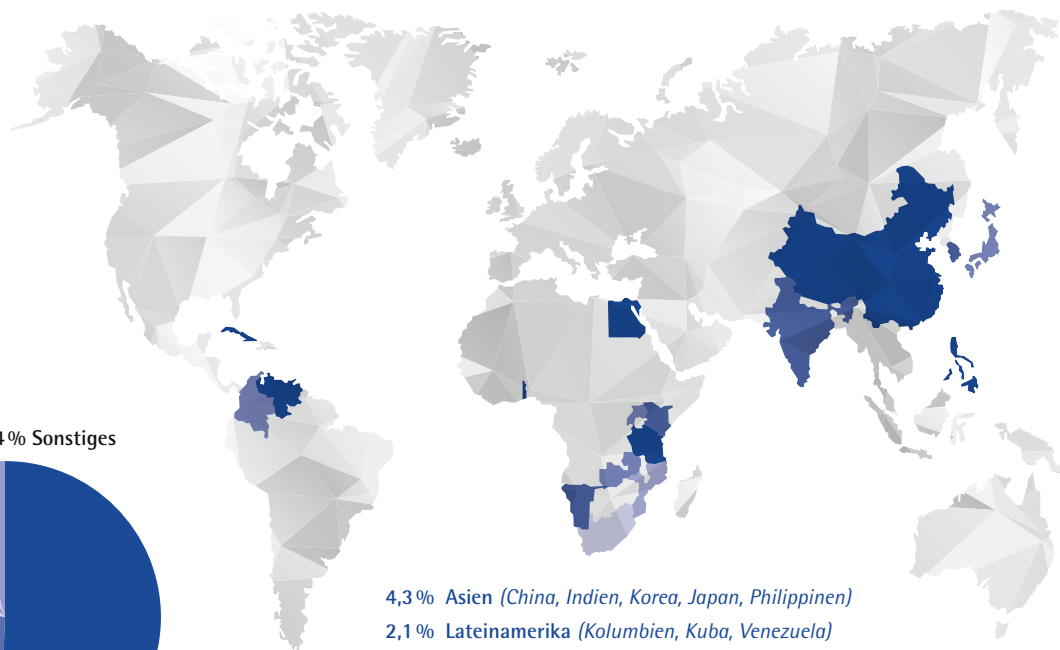 4 % Sonstiges
4,3 % Asien (China, Indien, Korea, Japan, Philippinen)
2,1 % Lateinamerika (Kolumbien, Kuba, Venezuela)